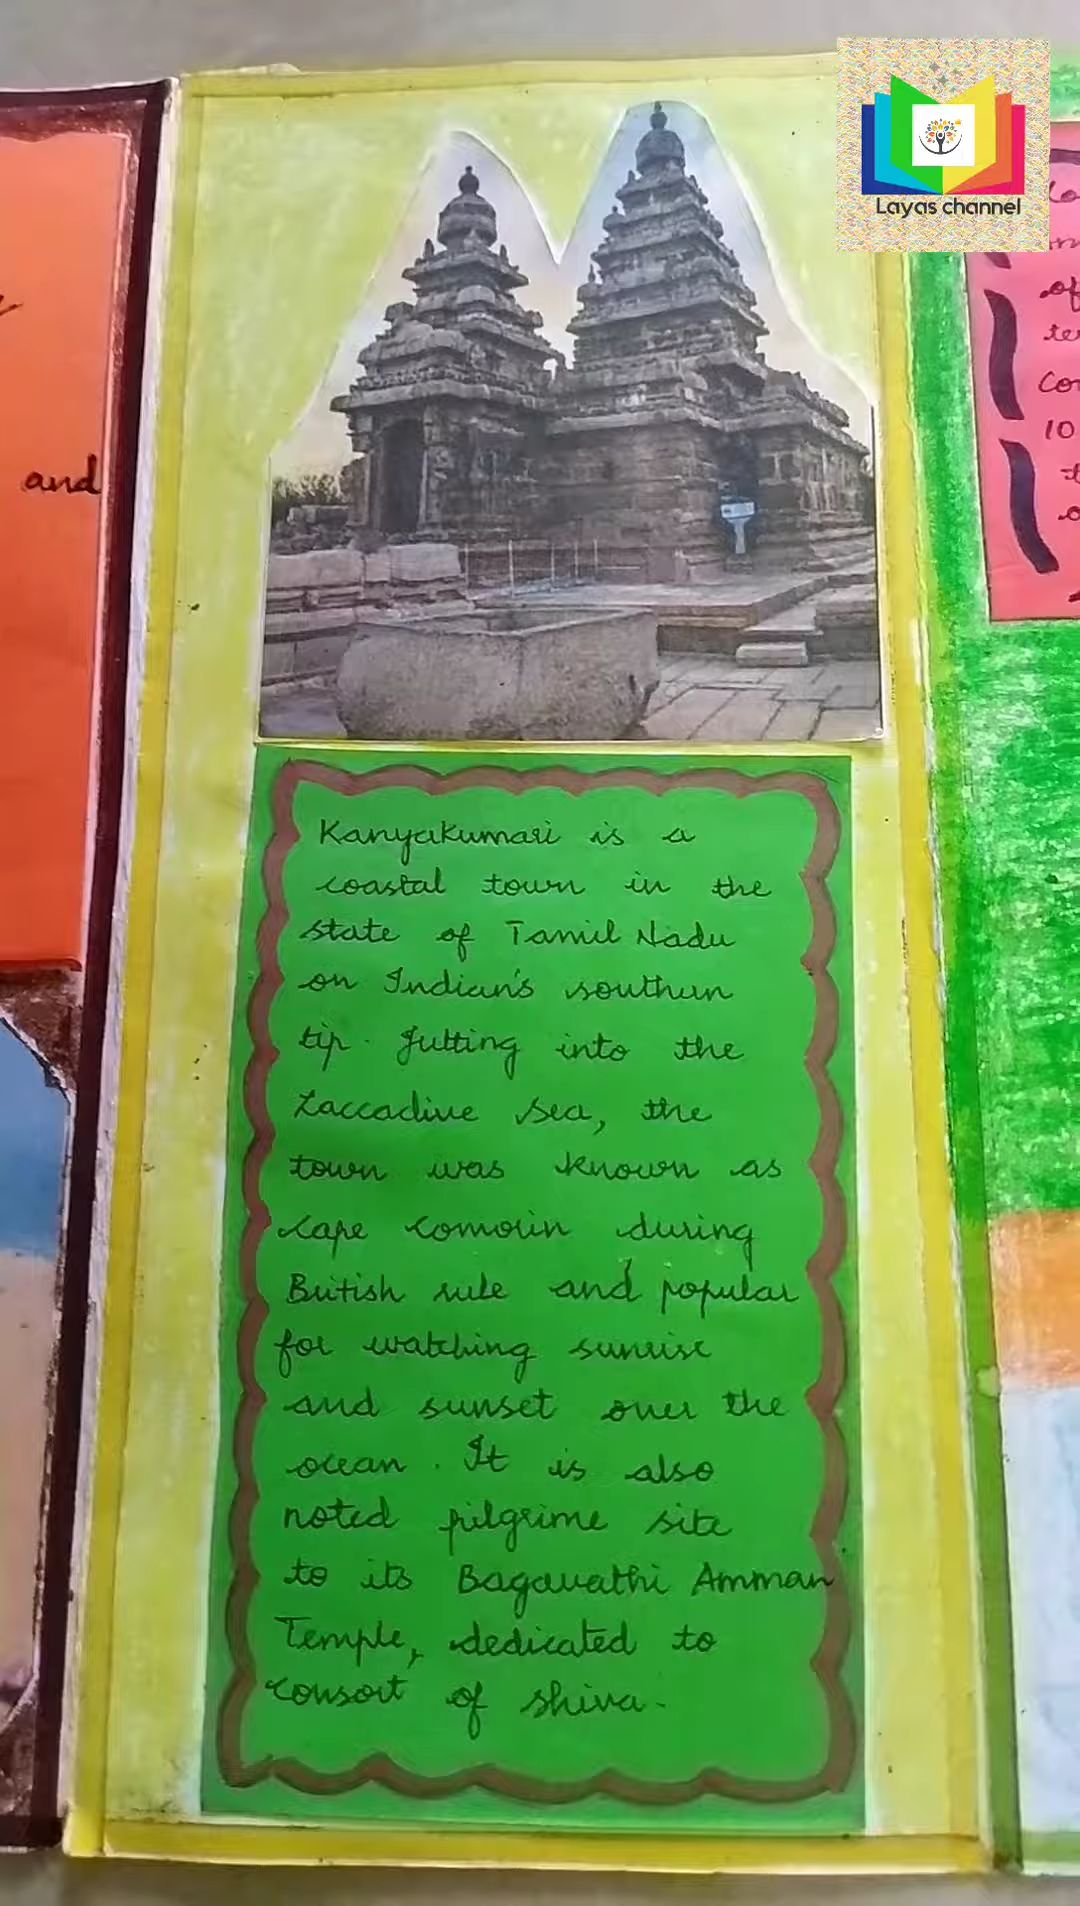 Layas channel
and
Kanyakumari is a
coastal town in the
state of Tamil Nadu
on Indian's southern
tip. Jutting into the
Laccadive Sea, the
town was known as
cape comorin during
British rule and popular
for watching sunrise
and sunset over the
ocean. It is also
noted pilgrime site
to its Bagavathi Amman
Temple, dedicated to
consort of shiva.
of
10